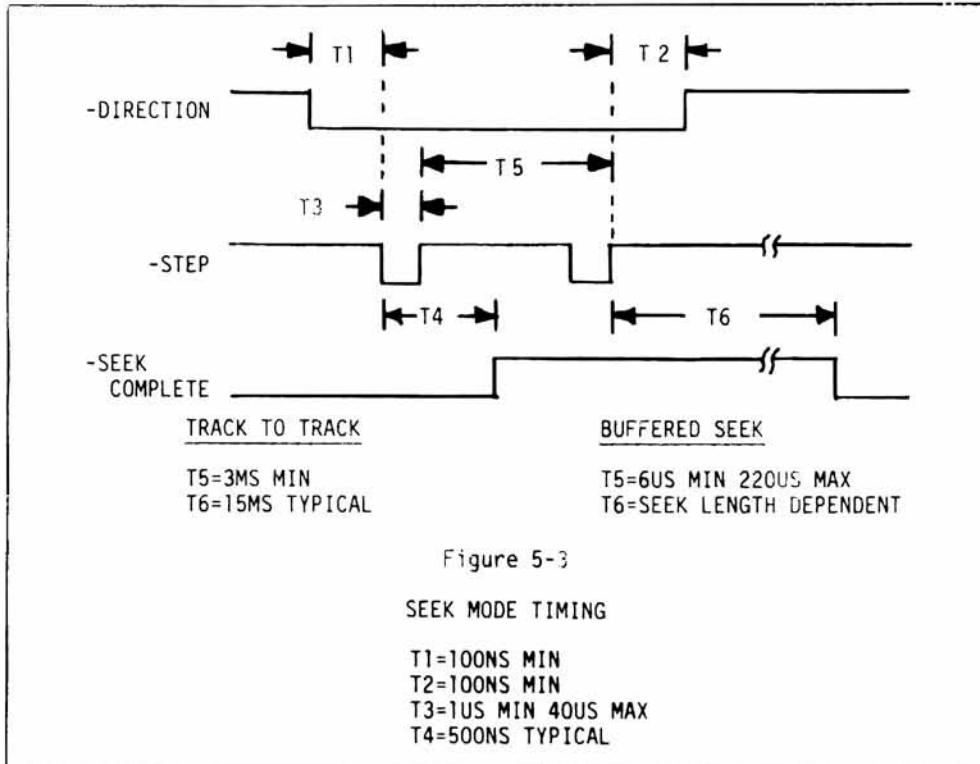 T1
T2
-DIRECTION
T5
T3
-STEP
T4
T6
-SEEK
COMPLETE
TRACK TO TRACK
T5=3MS MIN
T6=15MS TYPICAL
BUFFERED SEEK
T5=6US MIN 220US MAX
T6=SEEK LENGTH DEPENDENT
Figure 5-3
SEEK MODE TIMING
T1=100NS MIN
T2=100NS MIN
T3=1US MIN 40US MAX
T4=500NS TYPICAL